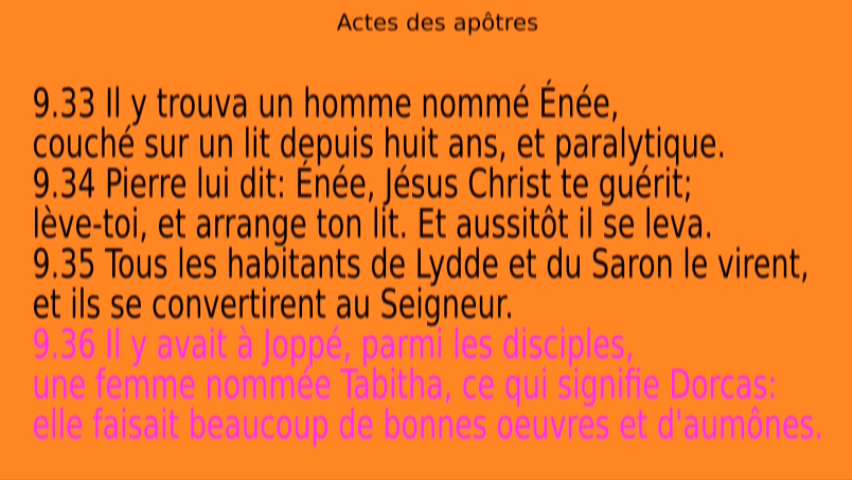 Actes des apôtres
9.33 Il y trouva un homme nommé Énée,
couché sur un lit depuis huit ans, et paralytique.
9.34 Pierre lui dit: Énée, Jésus Christ te guérit;
lève-toi, et arrange ton lit. Et aussitôt il se leva.
9.35 Tous les habitants de Lydde et du Saron le virent,
et ils se convertirent au Seigneur.
9.36 Il y avait à Joppé, parmi les disciples,
une femme nommée Tabitha, ce qui signifie Dorcas:
elle faisait beaucoup de bonnes oeuvres et d'aumônes.